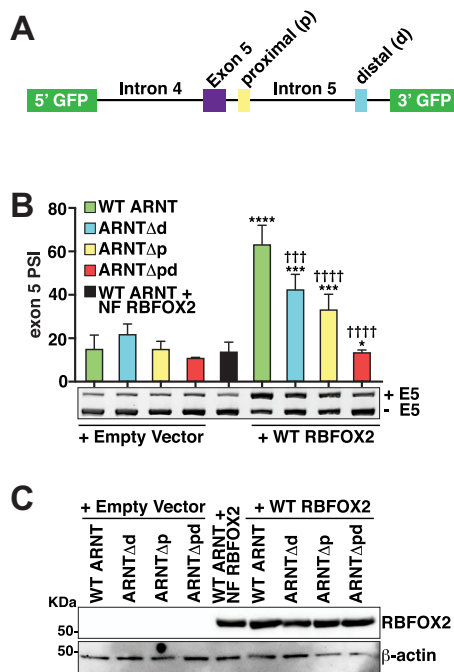 A
5' GFP
Intron 4
Exon 5
proximal (p)
Intron 5
distal (d)
3' GFP
B
exon 5 PSI
80
60
40
20
0
WT ARNT
ARNTΔd
ARNTΔp
ARNTΔpd
WT ARNT +
NF RBFOX2
****
†††
***
††††
***
††††
*
+ E5
- E5
+ Empty Vector
+ WT RBFOX2
C
+ Empty Vector
+ WT RBFOX2
WT ARNT
ARNTΔd
ARNTΔp
ARNTΔpd
WT ARNT +
NF RBFOX2
WT ARNT
ARNTΔd
ARNTΔp
ARNTΔpd
KDa
50-
RBFOX2
50-
β-actin